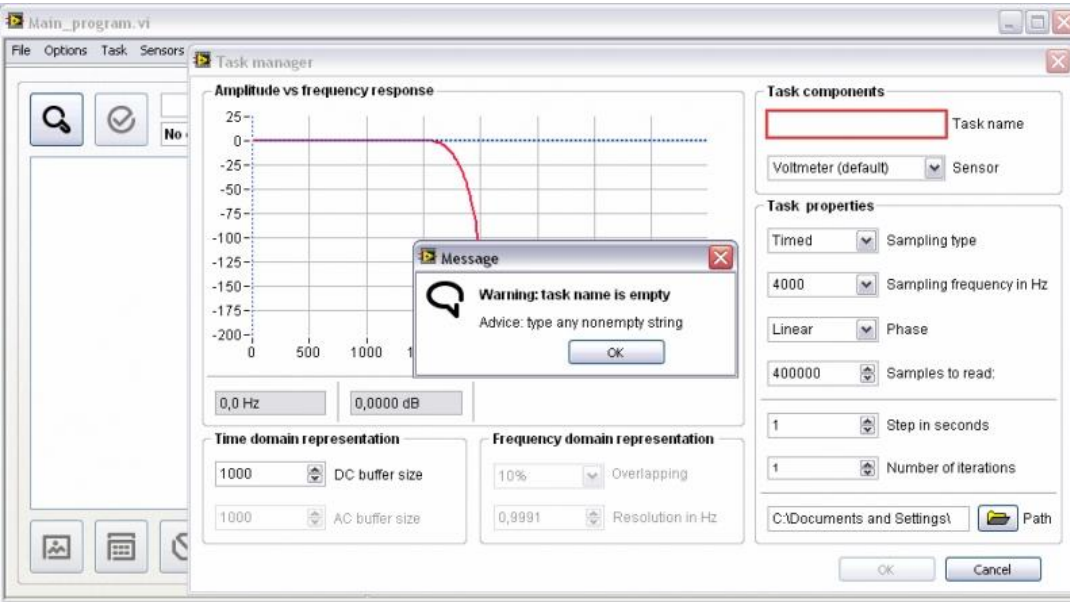 Main_program.vi
File Options Task Sensors
Task manager
No
Amplitude vs frequency response
25
0
-25
-50
-75
-100
-125
-150
-175
-200
0 500 1000 1
0,0 Hz 0,0000 dB
Time domain representation
1000 DC buffer size
1000 AC buffer size
Frequency domain representation
10% Overlapping
0,9991 Resolution in Hz
Message
Warning: task name is empty
Advice: type any nonempty string
OK
Task components
Task name
Voltmeter (default) Sensor
Task properties
Timed Sampling type
4000 Sampling frequency in Hz
Linear Phase
400000 Samples to read:
1 Step in seconds
1 Number of iterations
C:\Documents and Settings\ Path
OK Cancel